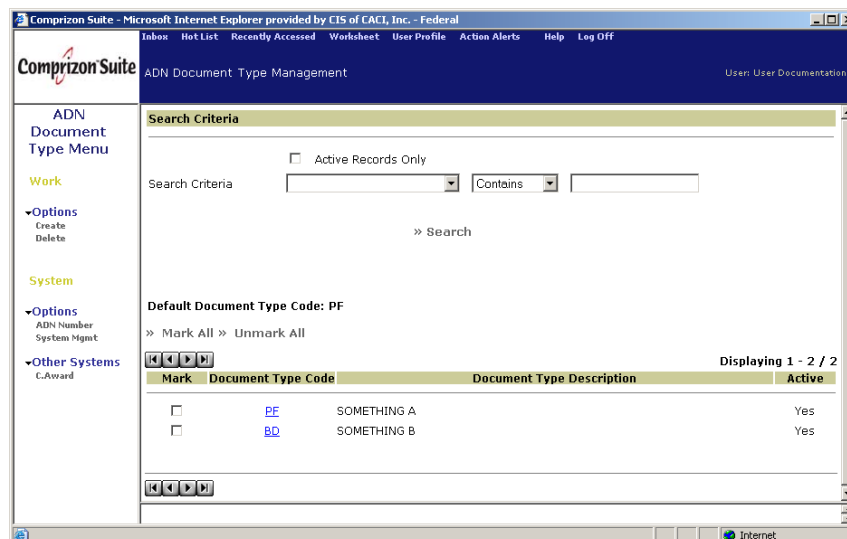 Comprizon Suite - Microsoft Internet Explorer provided by CIS of CACI, Inc. - Federal
Inbox Hot List Recently Accessed Worksheet User Profile Action Alerts Help Log Off
Comprizon Suite
ADN Document Type Management
User: User Documentation
ADN
Document
Type Menu
Work
Options
Create
Delete
System
Options
ADN Number
System Mgmt
Other Systems
C.Award
Search Criteria
Active Records Only
Search Criteria Contains
» Search
Default Document Type Code: PF
» Mark All » Unmark All
Displaying 1 - 2 / 2
Mark Document Type Code Document Type Description Active
PF SOMETHING A Yes
BD SOMETHING B Yes
Internet